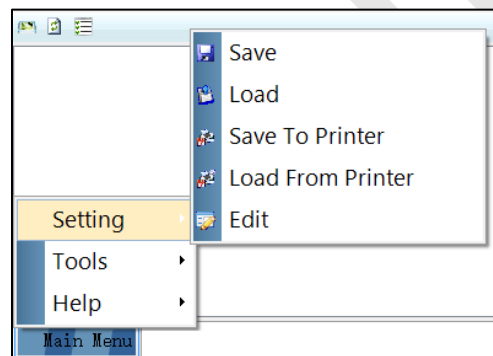 Save
Load
Save To Printer
Load From Printer
Edit
Setting
Tools
Help
Main Menu